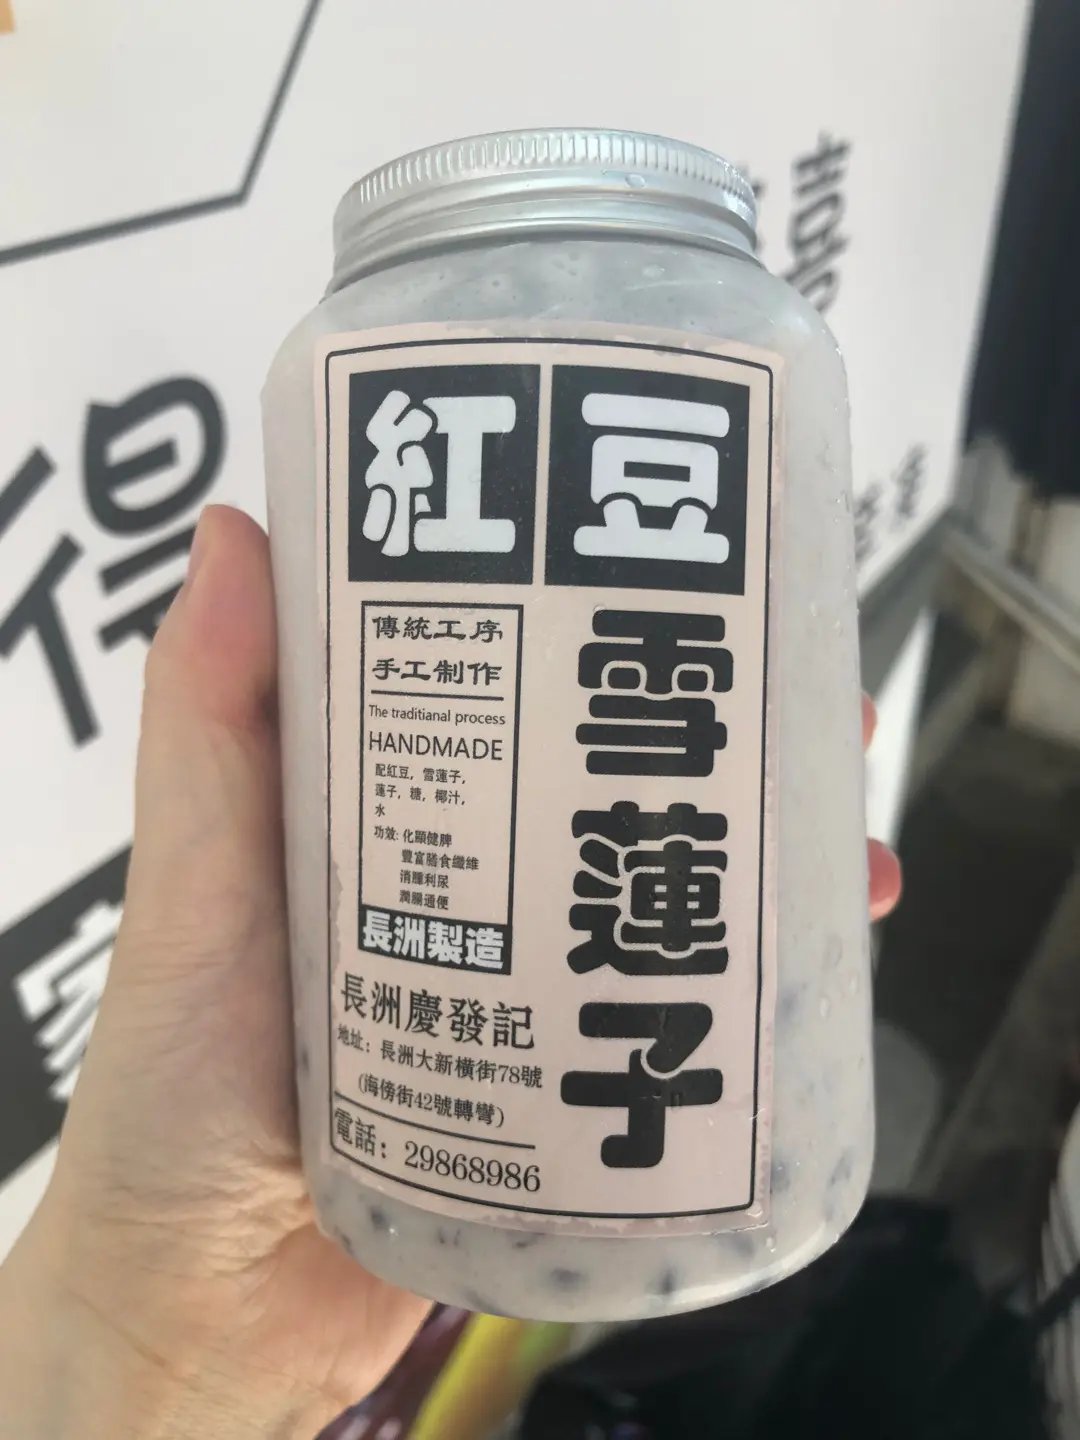 紅豆
雪蓮子
傳統工序
手工制作
The traditianal process
HANDMADE
配紅豆，雪蓮子，
蓮子，糖，椰汁，
水
功效: 化顯健脾
豐富膳食纖維
消腫利尿
潤腸通便
長洲製造
長洲慶發記
地址：長洲大新橫街78號
(海傍街42號轉彎)
電話：29868986
得
家